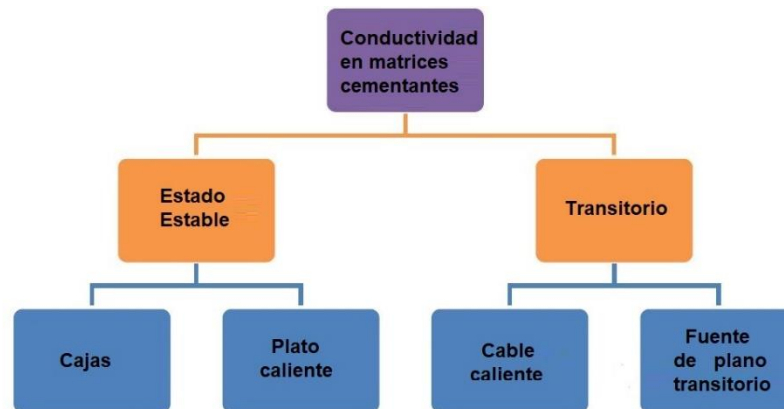 Conductividad
en matrices
cementantes
Estado
Estable
Transitorio
Cajas
Plato
caliente
Cable
caliente
Fuente
de plano
transitorio